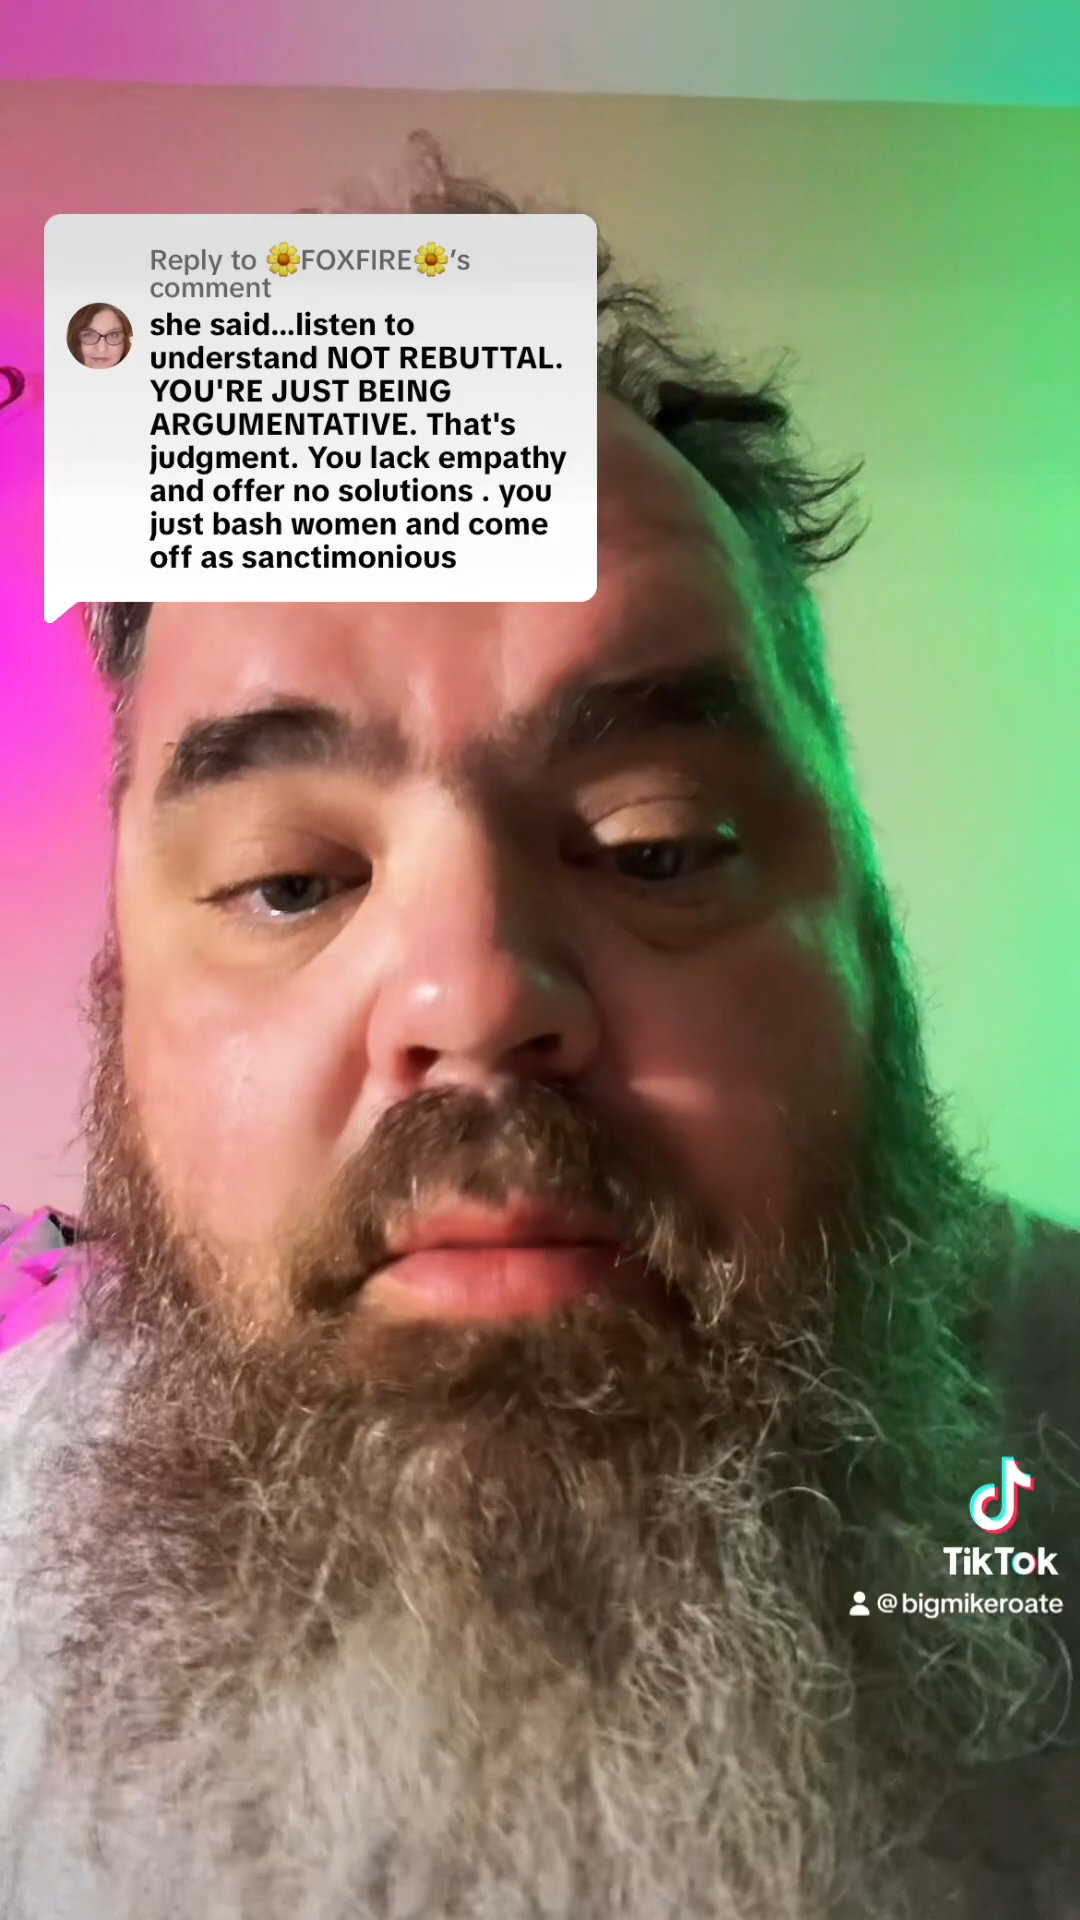 Reply to 🌼FOXFIRE🌼's
comment
she said...listen to
understand NOT REBUTTAL.
YOU'RE JUST BEING
ARGUMENTATIVE. That's
judgment. You lack empathy
and offer no solutions . you
just bash women and come
off as sanctimonious
TikTok
@bigmikeroate